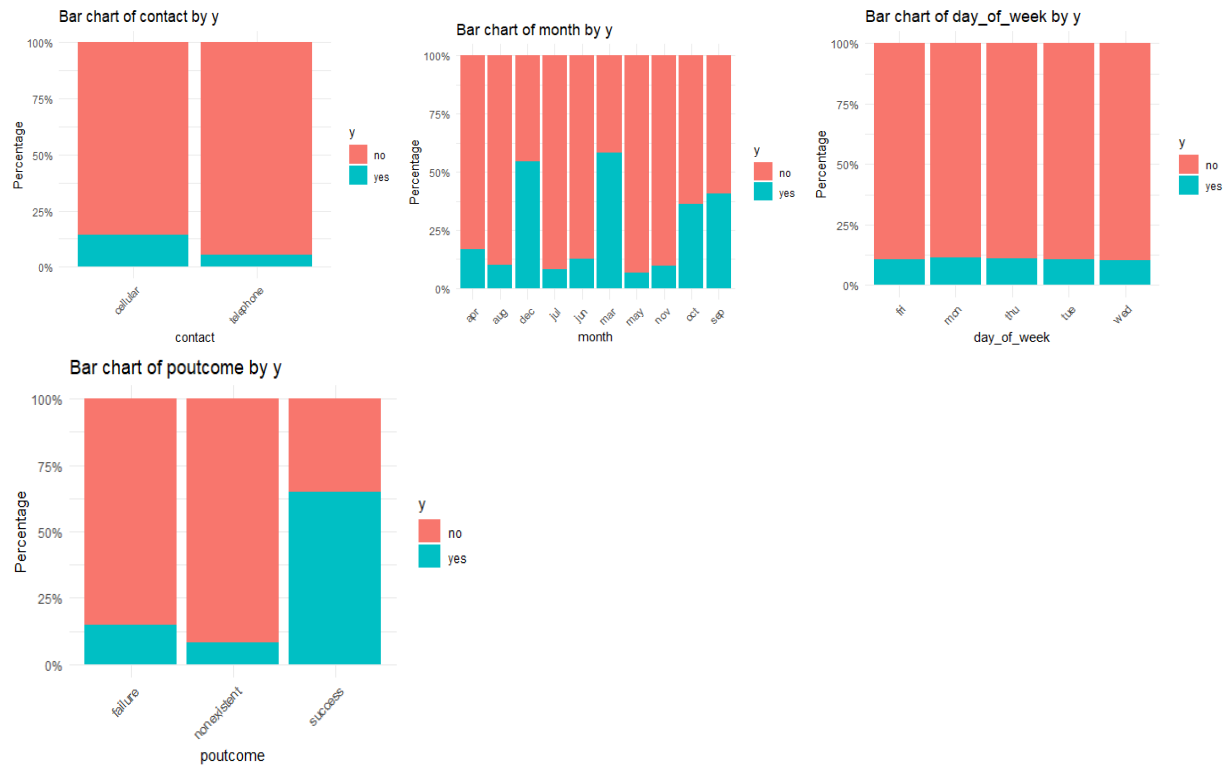 Bar chart of contact by y
100%
75%
50%
25%
0%
Percentage
cellular
telephone
contact
y
no
yes
Bar chart of month by y
100%
75%
50%
25%
0%
Percentage
apr
aug
dec
jul
jun
mar
may
nov
oct
sep
month
y
no
yes
Bar chart of day_of_week by y
100%
75%
50%
25%
0%
Percentage
fri
mon
thu
tue
wed
day_of_week
y
no
yes
Bar chart of poutcome by y
100%
75%
50%
25%
0%
Percentage
failure
nonexistent
success
poutcome
y
no
yes